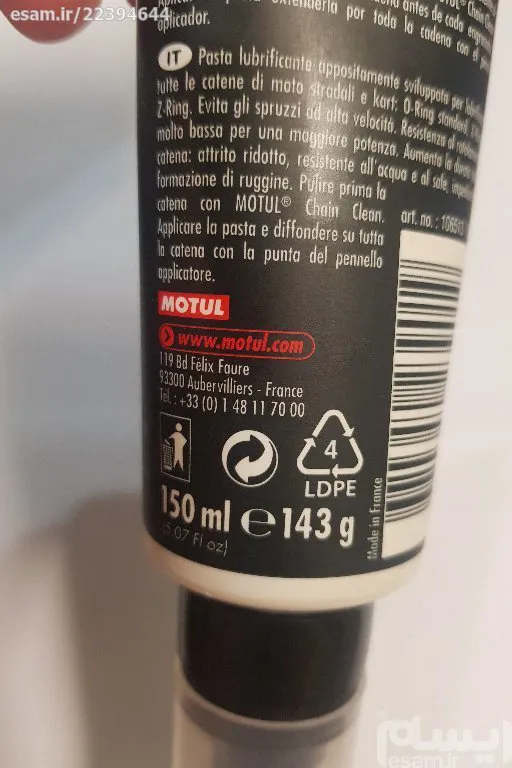 esam.ir/22394644
applicador.
IT Pasta lubrificante appositamente sviluppata per
tutte le catene di moto stradali e kart: O-Ring standard,
Z-Ring. Evita gli spruzzi ad alta velocità. Resistenza al
molto bassa per una maggiore potenza. Aumenta la durata
catena: attrito ridotto, resistente all'acqua e al sale,
formazione di ruggine. Pulire prima la
catena con MOTUL® Chain Clean.
Applicare la pasta e diffondere su tutta
la catena con la punta del pennello
applicatore.
art. no.:
MOTUL
www.motul.com
119 Bd Félix Faure
93300 Aubervilliers - France
Tel. : +33 (0) 1 48 11 70 00
4
LDPE
150 ml e 143 g
(5.07 Fl oz)
Made in France
ایسام
esam.ir